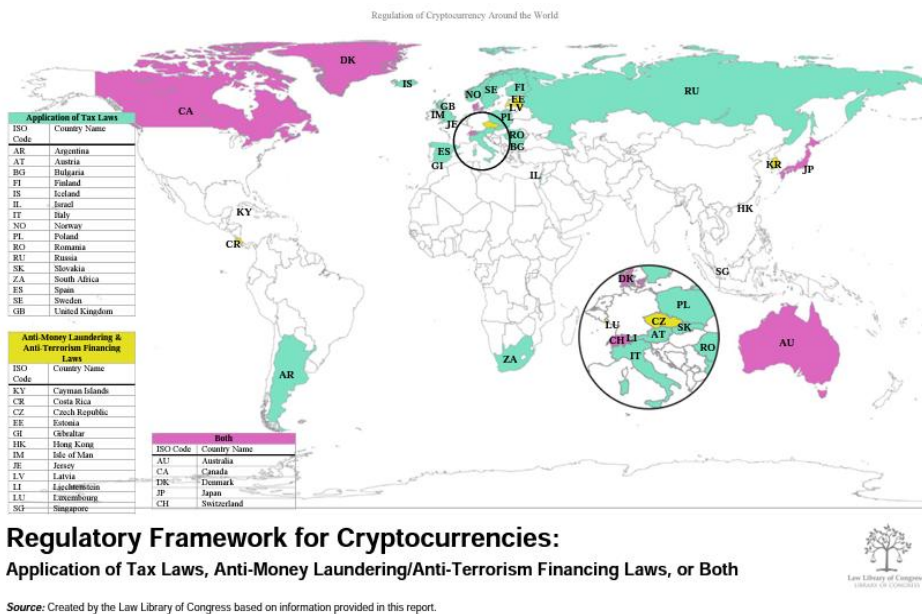 Regulation of Cryptocurrency Around the World
DK
IS
NO
SE
FI
RU
CA
GB
IM
EE
LV
JE
PL
RO
BG
ES
GI
IL
KR
JP
KY
HK
CR
SG
ZA
AR
AU
DK
PL
LU
CZ
SK
AT
CH
LI
RO
IT
Application of Tax Laws
ISO Code Country Name
AR Argentina
AT Austria
BG Bulgaria
FI Finland
IS Iceland
IL Israel
IT Italy
NO Norway
PL Poland
RO Romania
RU Russia
SK Slovakia
ZA South Africa
ES Spain
SE Sweden
GB United Kingdom
Anti-Money Laundering &
Anti-Terrorism Financing
Laws
ISO Code Country Name
KY Cayman Islands
CR Costa Rica
CZ Czech Republic
EE Estonia
GI Gibraltar
HK Hong Kong
IM Isle of Man
JE Jersey
LV Latvia
LI Liechtenstein
LU Luxembourg
SG Singapore
Both
ISO Code Country Name
AU Australia
CA Canada
DK Denmark
JP Japan
CH Switzerland
Regulatory Framework for Cryptocurrencies:
Application of Tax Laws, Anti-Money Laundering/Anti-Terrorism Financing Laws, or Both
Law Library of Congress
LIBRARY OF CONGRESS
Source: Created by the Law Library of Congress based on information provided in this report.